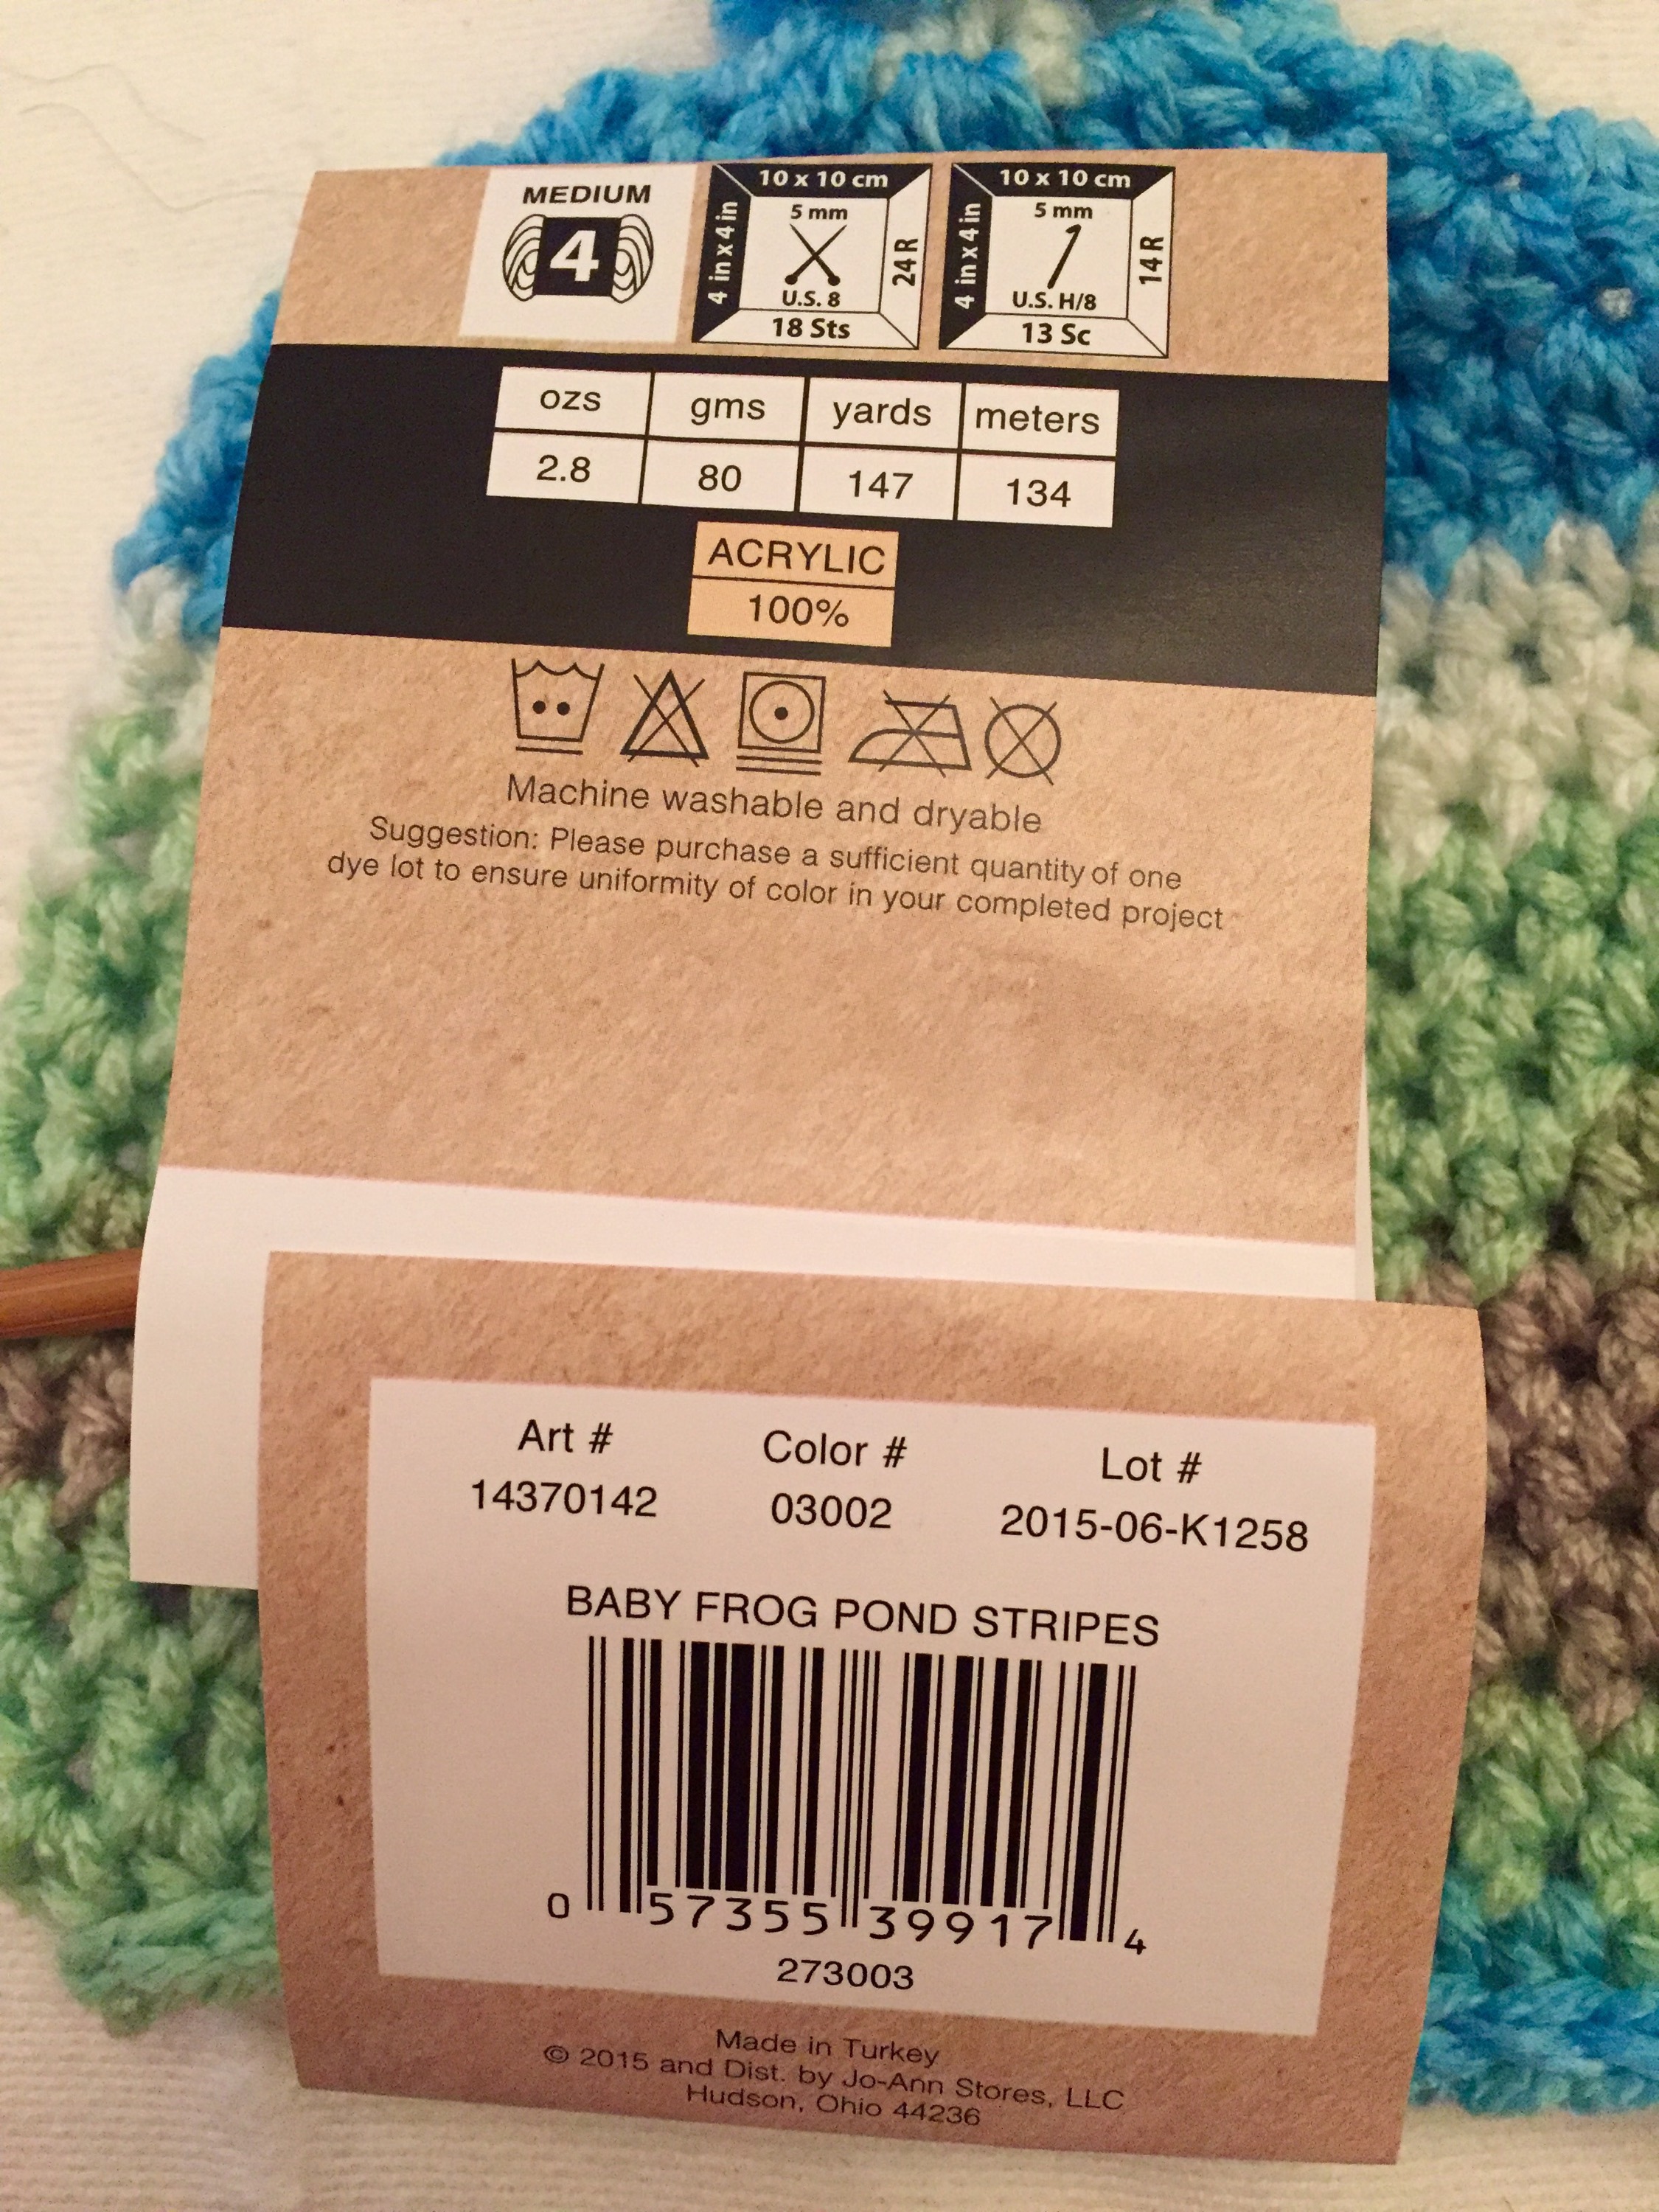 MEDIUM
4
10 x 10 cm
4 in x 4 in
5 mm
U.S. 8
24 R
18 Sts
10 x 10 cm
4 in x 4 in
5 mm
U.S. H/8
14 R
13 Sc
ozs gms yards meters
2.8 80 147 134
ACRYLIC
100%
Machine washable and dryable
Suggestion: Please purchase a sufficient quantity of one
dye lot to ensure uniformity of color in your completed project
Art # Color # Lot #
14370142 03002 2015-06-K1258
BABY FROG POND STRIPES
0 57355 39917 4
273003
Made in Turkey
© 2015 and Dist. by Jo-Ann Stores, LLC
Hudson, Ohio 44236